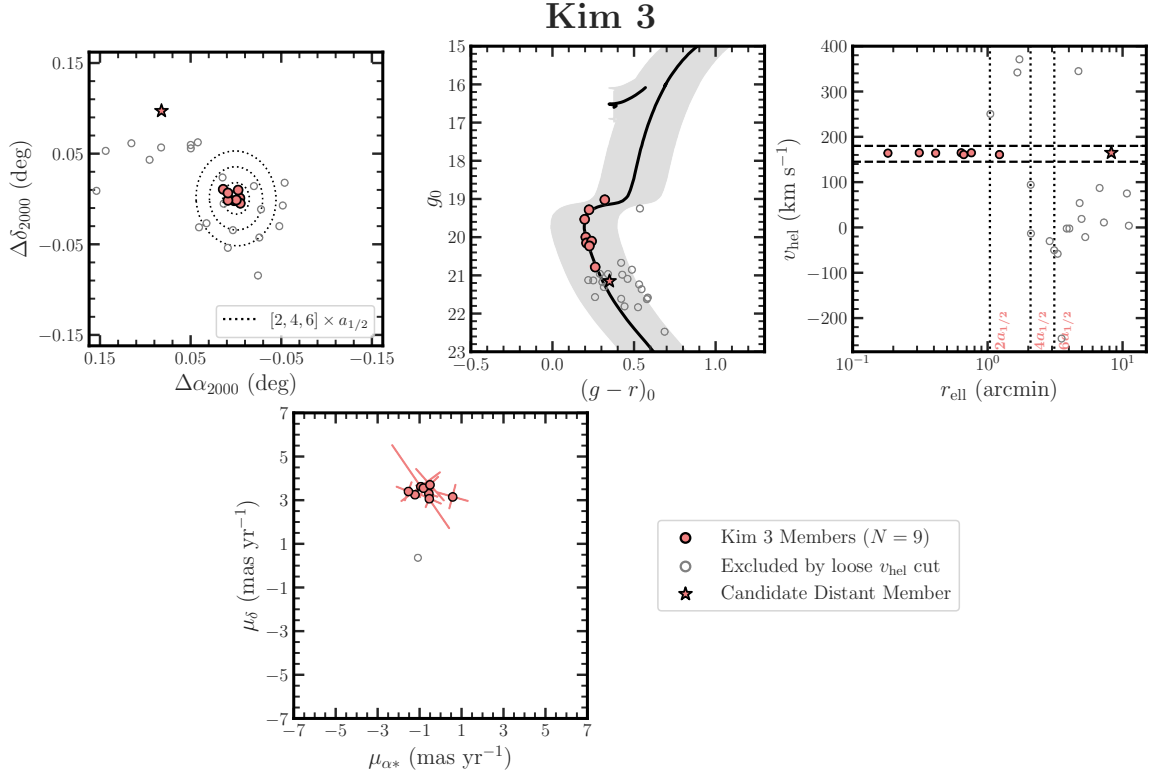 Kim 3
0.15
0.05
−0.05
−0.15
0.15
0.05
-0.05
-0.15
Δδ2000 (deg)
Δα2000 (deg)
[2, 4, 6] × a1/2
15
16
17
18
19
20
21
22
23
−0.5
0.0
0.5
1.0
g0
(g − r)0
400
300
200
100
0
−100
−200
10⁻¹
10⁰
10¹
vhel (km s⁻¹)
rell (arcmin)
2a1/2
4a1/2
6a1/2
7
5
3
1
−1
−3
−5
−7
−7
−5
−3
−1
1
3
5
7
μδ (mas yr⁻¹)
μα* (mas yr⁻¹)
Kim 3 Members (N = 9)
Excluded by loose vhel cut
Candidate Distant Member